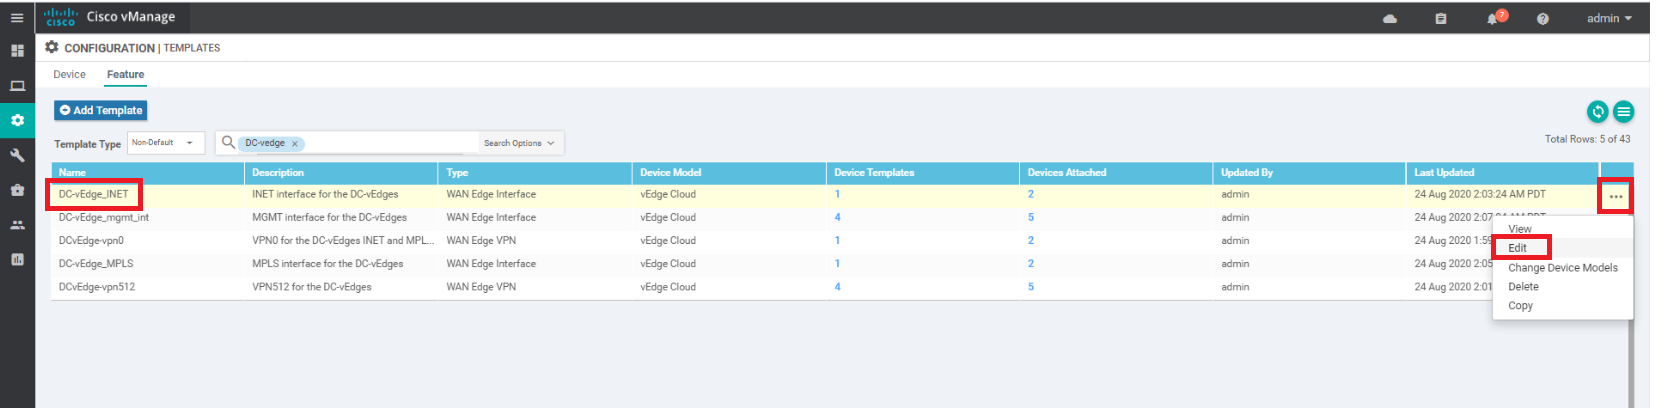 cisco Cisco vManage 7 admin
CONFIGURATION | TEMPLATES
Device Feature
Add Template
Template Type Non-Default DC-vedge x Search Options Total Rows: 5 of 43
Name Description Type Device Model Device Templates Devices Attached Updated By Last Updated
DC-vEdge_INET INET interface for the DC-vEdges WAN Edge Interface vEdge Cloud 1 2 admin 24 Aug 2020 2:03:24 AM PDT ...
DC-vEdge_mgmt_int MGMT interface for the DC-vEdges WAN Edge Interface vEdge Cloud 4 5 admin 24 Aug 2020 2:07:24 AM PDT
View
DCvEdge-vpn0 VPN0 for the DC-vEdges INET and MPL... WAN Edge VPN vEdge Cloud 1 2 admin 24 Aug 2020 1:59
Edit
DC-vEdge_MPLS MPLS interface for the DC-vEdges WAN Edge Interface vEdge Cloud 1 2 admin 24 Aug 2020 2:05
Change Device Models
DCvEdge-vpn512 VPN512 for the DC-vEdges WAN Edge VPN vEdge Cloud 4 5 admin 24 Aug 2020 2:01
Delete
Copy